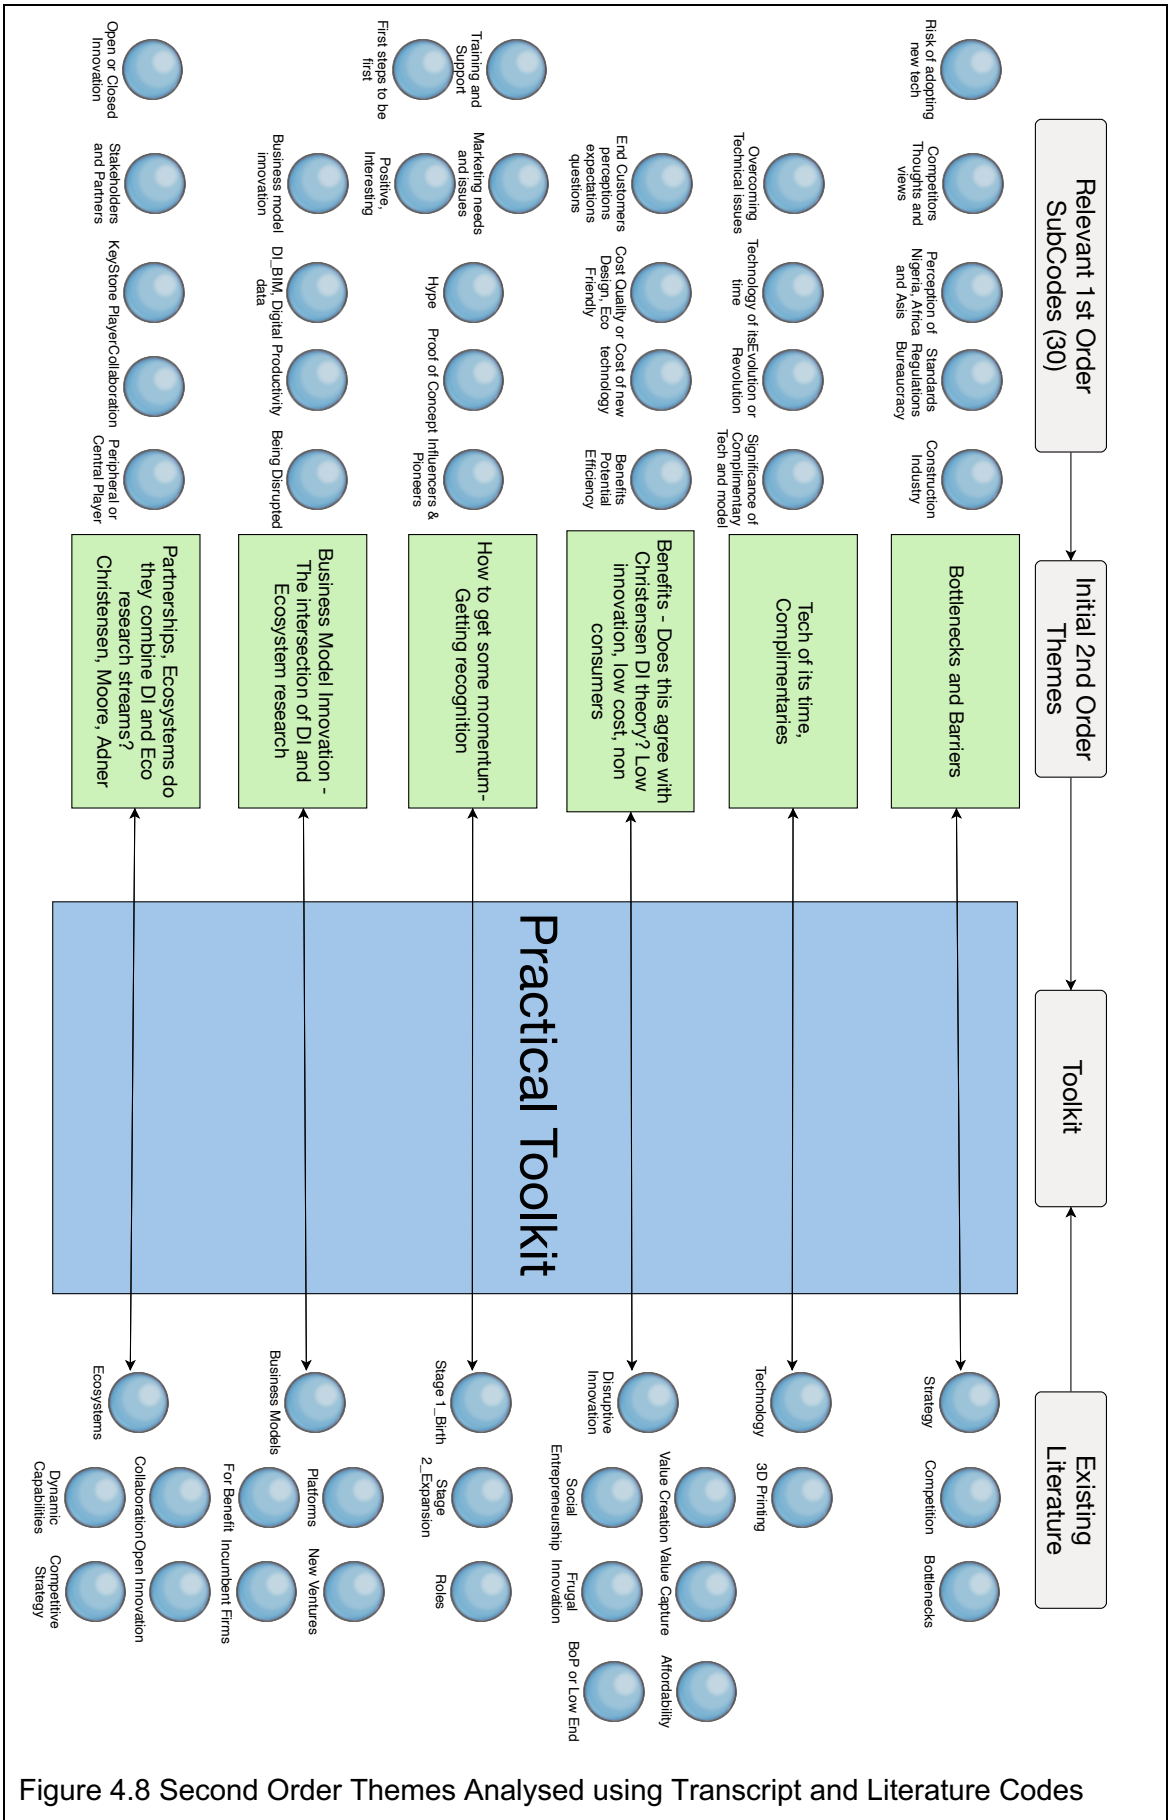 Relevant 1st Order
SubCodes (30)
Initial 2nd Order
Themes
Toolkit
Existing
Literature
Risk of adopting
new tech
Competitors
Thoughts and
views
Perception of
Nigeria, Africa
and Asis
Standards
Regulations
Bureaucracy
Construction
Industry
Bottlenecks and Barriers
Strategy
Competition
Bottlenecks
Overcoming
Technical issues
Technology of its
time
Evolution or
Revolution
Significance of
Complimentary
Tech and model
Tech of its time,
Complimentaries
Technology
3D Printing
End Customers
perceptions
expectations
questions
Cost Quality or
Design, Eco
Friendly
Cost of new
technology
Benefits
Potential
Efficiency
Benefits - Does this agree with
Christensen DI theory? Low
innovation, low cost, non
consumers
Disruptive
Innovation
Value Creation
Value Capture
Affordability
Social
Entrepreneurship
Frugal
Innovation
BoP or Low End
Training and
Support
Marketing needs
and issues
First steps to be
first
Positive,
Interesting
Hype
Proof of Concept
Influencers &
Pioneers
How to get some momentum-
Getting recognition
Stage 1_Birth
Stage
2_Expansion
Roles
Business model
innovation
DI_BIM, Digital
data
Productivity
Being Disrupted
Business Model Innovation -
The intersection of DI and
Ecosystem research
Business Models
Platforms
New Ventures
For Benefit
Incumbent Firms
Open or Closed
Innovation
Stakeholders
and Partners
KeyStone Player
Collaboration
Peripheral or
Central Player
Partnerships, Ecosystems do
they combine DI and Eco
research streams?
Christensen, Moore, Adner
Ecosystems
Collaboration
Open Innovation
Dynamic
Capabilities
Competitive
Strategy
Practical Toolkit
Figure 4.8 Second Order Themes Analysed using Transcript and Literature Codes